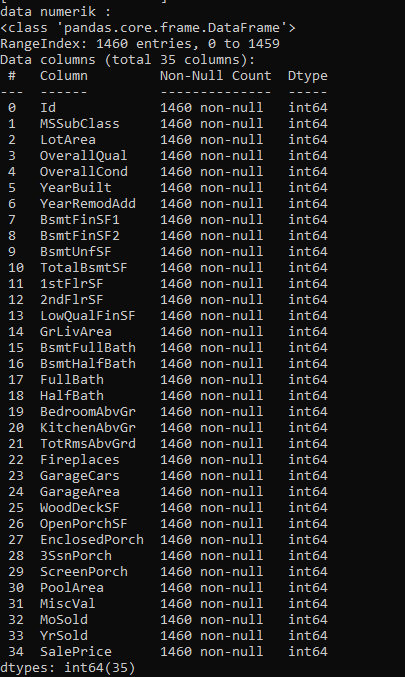 data numerik :
<class 'pandas.core.frame.DataFrame'>
RangeIndex: 1460 entries, 0 to 1459
Data columns (total 35 columns):
 #   Column         Non-Null Count  Dtype
---  ------         --------------  -----
 0   Id             1460 non-null   int64
 1   MSSubClass     1460 non-null   int64
 2   LotArea        1460 non-null   int64
 3   OverallQual    1460 non-null   int64
 4   OverallCond    1460 non-null   int64
 5   YearBuilt      1460 non-null   int64
 6   YearRemodAdd   1460 non-null   int64
 7   BsmtFinSF1     1460 non-null   int64
 8   BsmtFinSF2     1460 non-null   int64
 9   BsmtUnfSF      1460 non-null   int64
 10  TotalBsmtSF    1460 non-null   int64
 11  1stFlrSF       1460 non-null   int64
 12  2ndFlrSF       1460 non-null   int64
 13  LowQualFinSF   1460 non-null   int64
 14  GrLivArea      1460 non-null   int64
 15  BsmtFullBath   1460 non-null   int64
 16  BsmtHalfBath   1460 non-null   int64
 17  FullBath       1460 non-null   int64
 18  HalfBath       1460 non-null   int64
 19  BedroomAbvGr   1460 non-null   int64
 20  KitchenAbvGr   1460 non-null   int64
 21  TotRmsAbvGrd   1460 non-null   int64
 22  Fireplaces     1460 non-null   int64
 23  GarageCars     1460 non-null   int64
 24  GarageArea     1460 non-null   int64
 25  WoodDeckSF     1460 non-null   int64
 26  OpenPorchSF    1460 non-null   int64
 27  EnclosedPorch  1460 non-null   int64
 28  3SsnPorch      1460 non-null   int64
 29  ScreenPorch    1460 non-null   int64
 30  PoolArea       1460 non-null   int64
 31  MiscVal        1460 non-null   int64
 32  MoSold         1460 non-null   int64
 33  YrSold         1460 non-null   int64
 34  SalePrice      1460 non-null   int64
dtypes: int64(35)